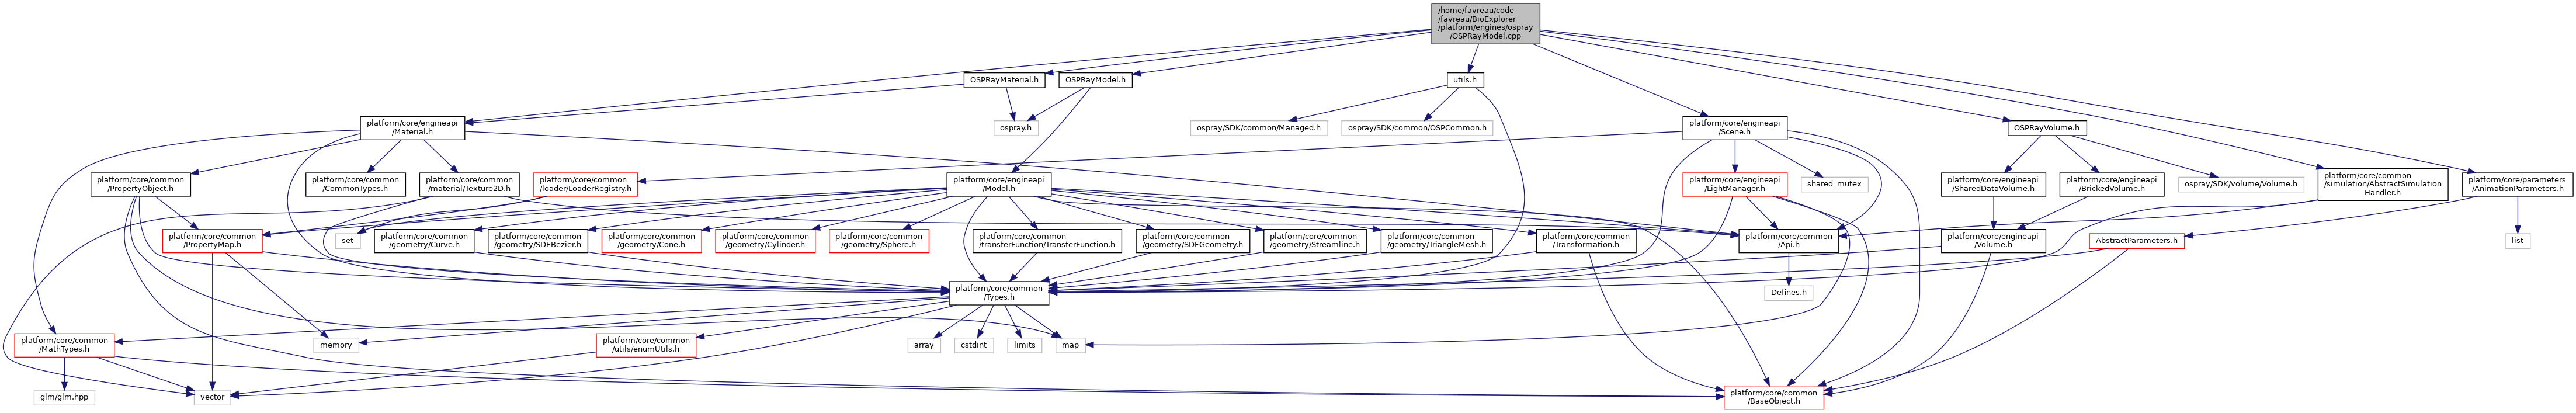 /home/favreau/code
/favreau/BioExplorer
/platform/engines/ospray
/OSPRayModel.cpp
OSPRayMaterial.h
OSPRayModel.h
utils.h
platform/core/engineapi
/Material.h
ospray.h
ospray/SDK/common/Managed.h
ospray/SDK/common/OSPCommon.h
platform/core/engineapi
/Scene.h
OSPRayVolume.h
platform/core/common
/PropertyObject.h
platform/core/common
/CommonTypes.h
platform/core/common
/material/Texture2D.h
platform/core/common
/loader/LoaderRegistry.h
platform/core/engineapi
/Model.h
platform/core/engineapi
/LightManager.h
shared_mutex
platform/core/engineapi
/SharedDataVolume.h
platform/core/engineapi
/BrickedVolume.h
ospray/SDK/volume/Volume.h
platform/core/common
/simulation/AbstractSimulation
Handler.h
platform/core/parameters
/AnimationParameters.h
platform/core/common
/PropertyMap.h
set
platform/core/common
/geometry/Curve.h
platform/core/common
/geometry/SDFBezier.h
platform/core/common
/geometry/Cone.h
platform/core/common
/geometry/Cylinder.h
platform/core/common
/geometry/Sphere.h
platform/core/common
/transferFunction/TransferFunction.h
platform/core/common
/geometry/SDFGeometry.h
platform/core/common
/geometry/Streamline.h
platform/core/common
/geometry/TriangleMesh.h
platform/core/common
/Transformation.h
platform/core/common
/Api.h
platform/core/engineapi
/Volume.h
AbstractParameters.h
list
platform/core/common
/Types.h
Defines.h
platform/core/common
/MathTypes.h
memory
platform/core/common
/utils/enumUtils.h
array
cstdint
limits
map
glm/glm.hpp
vector
platform/core/common
/BaseObject.h